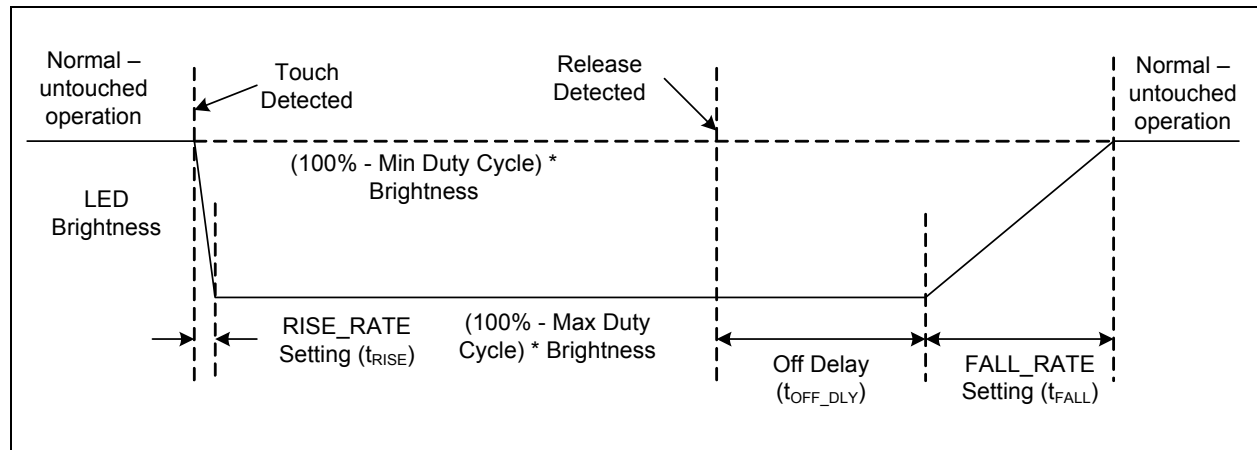 Normal –
untouched
operation
Touch
Detected
Release
Detected
Normal –
untouched
operation
(100% - Min Duty Cycle) *
Brightness
LED
Brightness
RISE_RATE
Setting (tRISE)
(100% - Max Duty
Cycle) * Brightness
Off Delay
(tOFF_DLY)
FALL_RATE
Setting (tFALL)